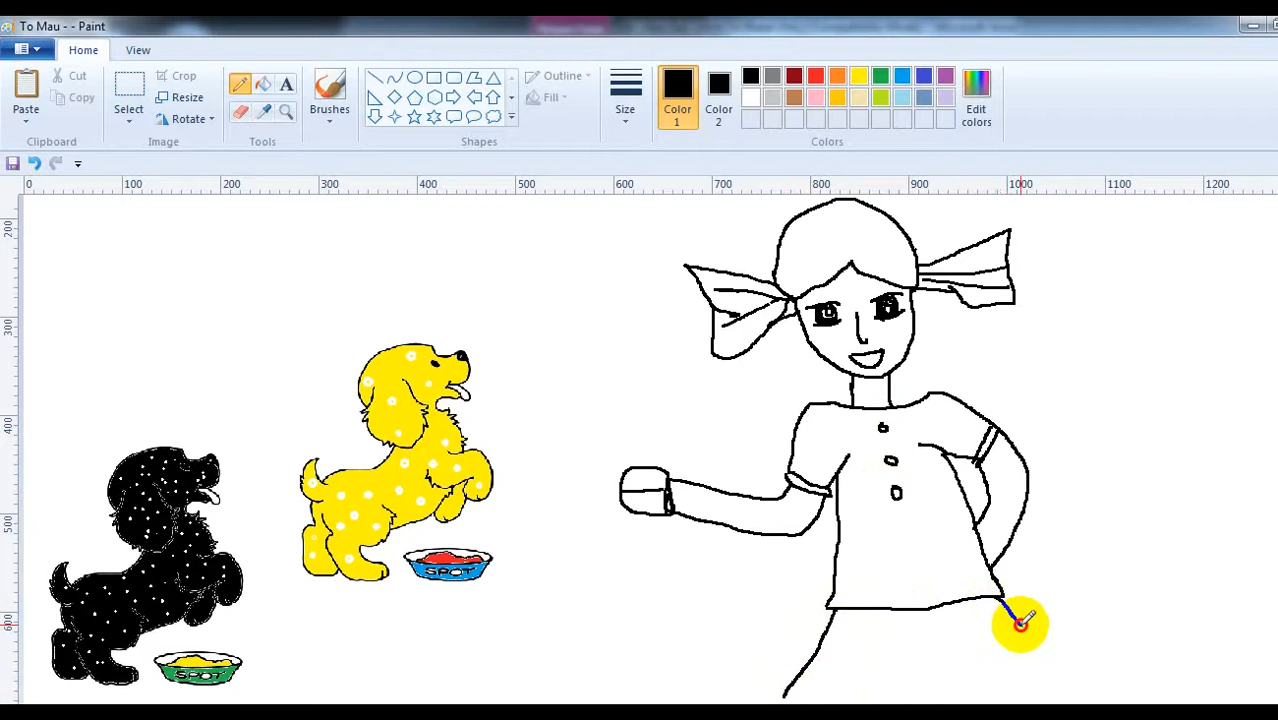 To Mau - - Paint
Home View
Paste
Cut
Copy
Clipboard
Select
Crop
Resize
Rotate
Image
A
Tools
Brushes
Outline
Fill
Shapes
Size
Color 1
Color 2
Edit colors
Colors
0 100 200 300 400 500 600 700 800 900 1000 1100 1200
200
300
400
500
600
SPOT
SPOT